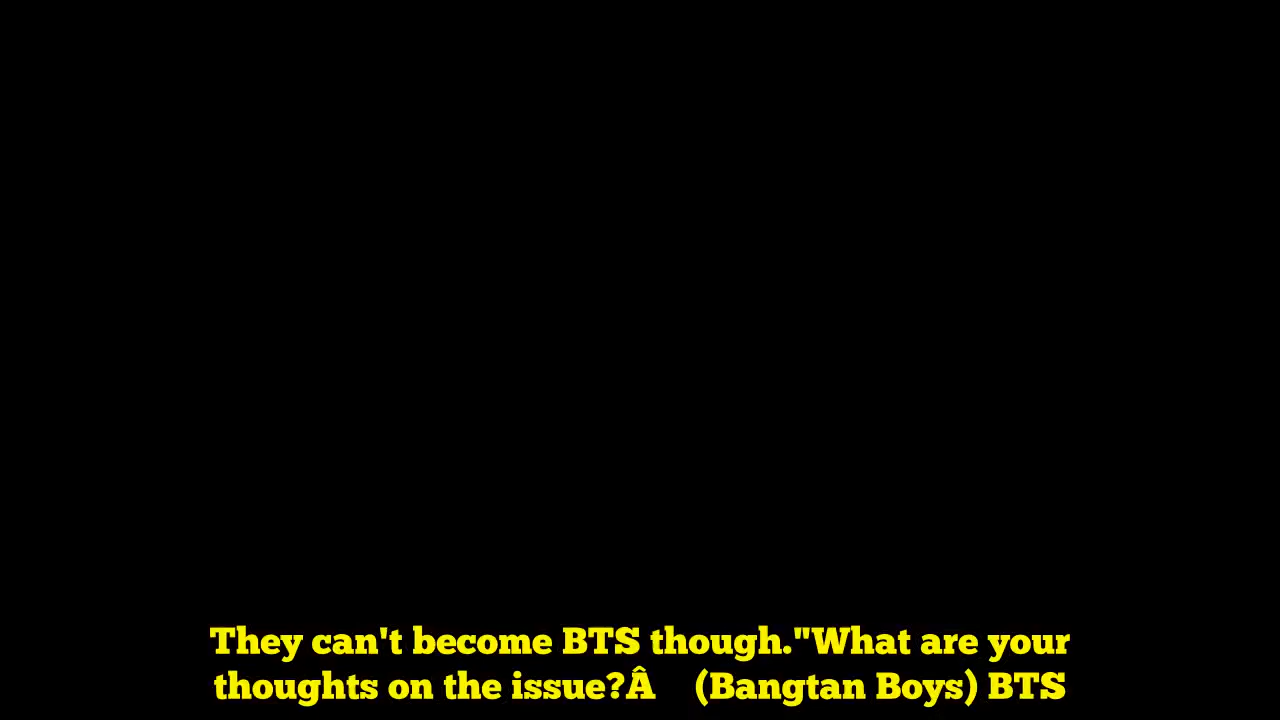 They can't become BTS though."What are your
thoughts on the issue?Â (Bangtan Boys) BTS